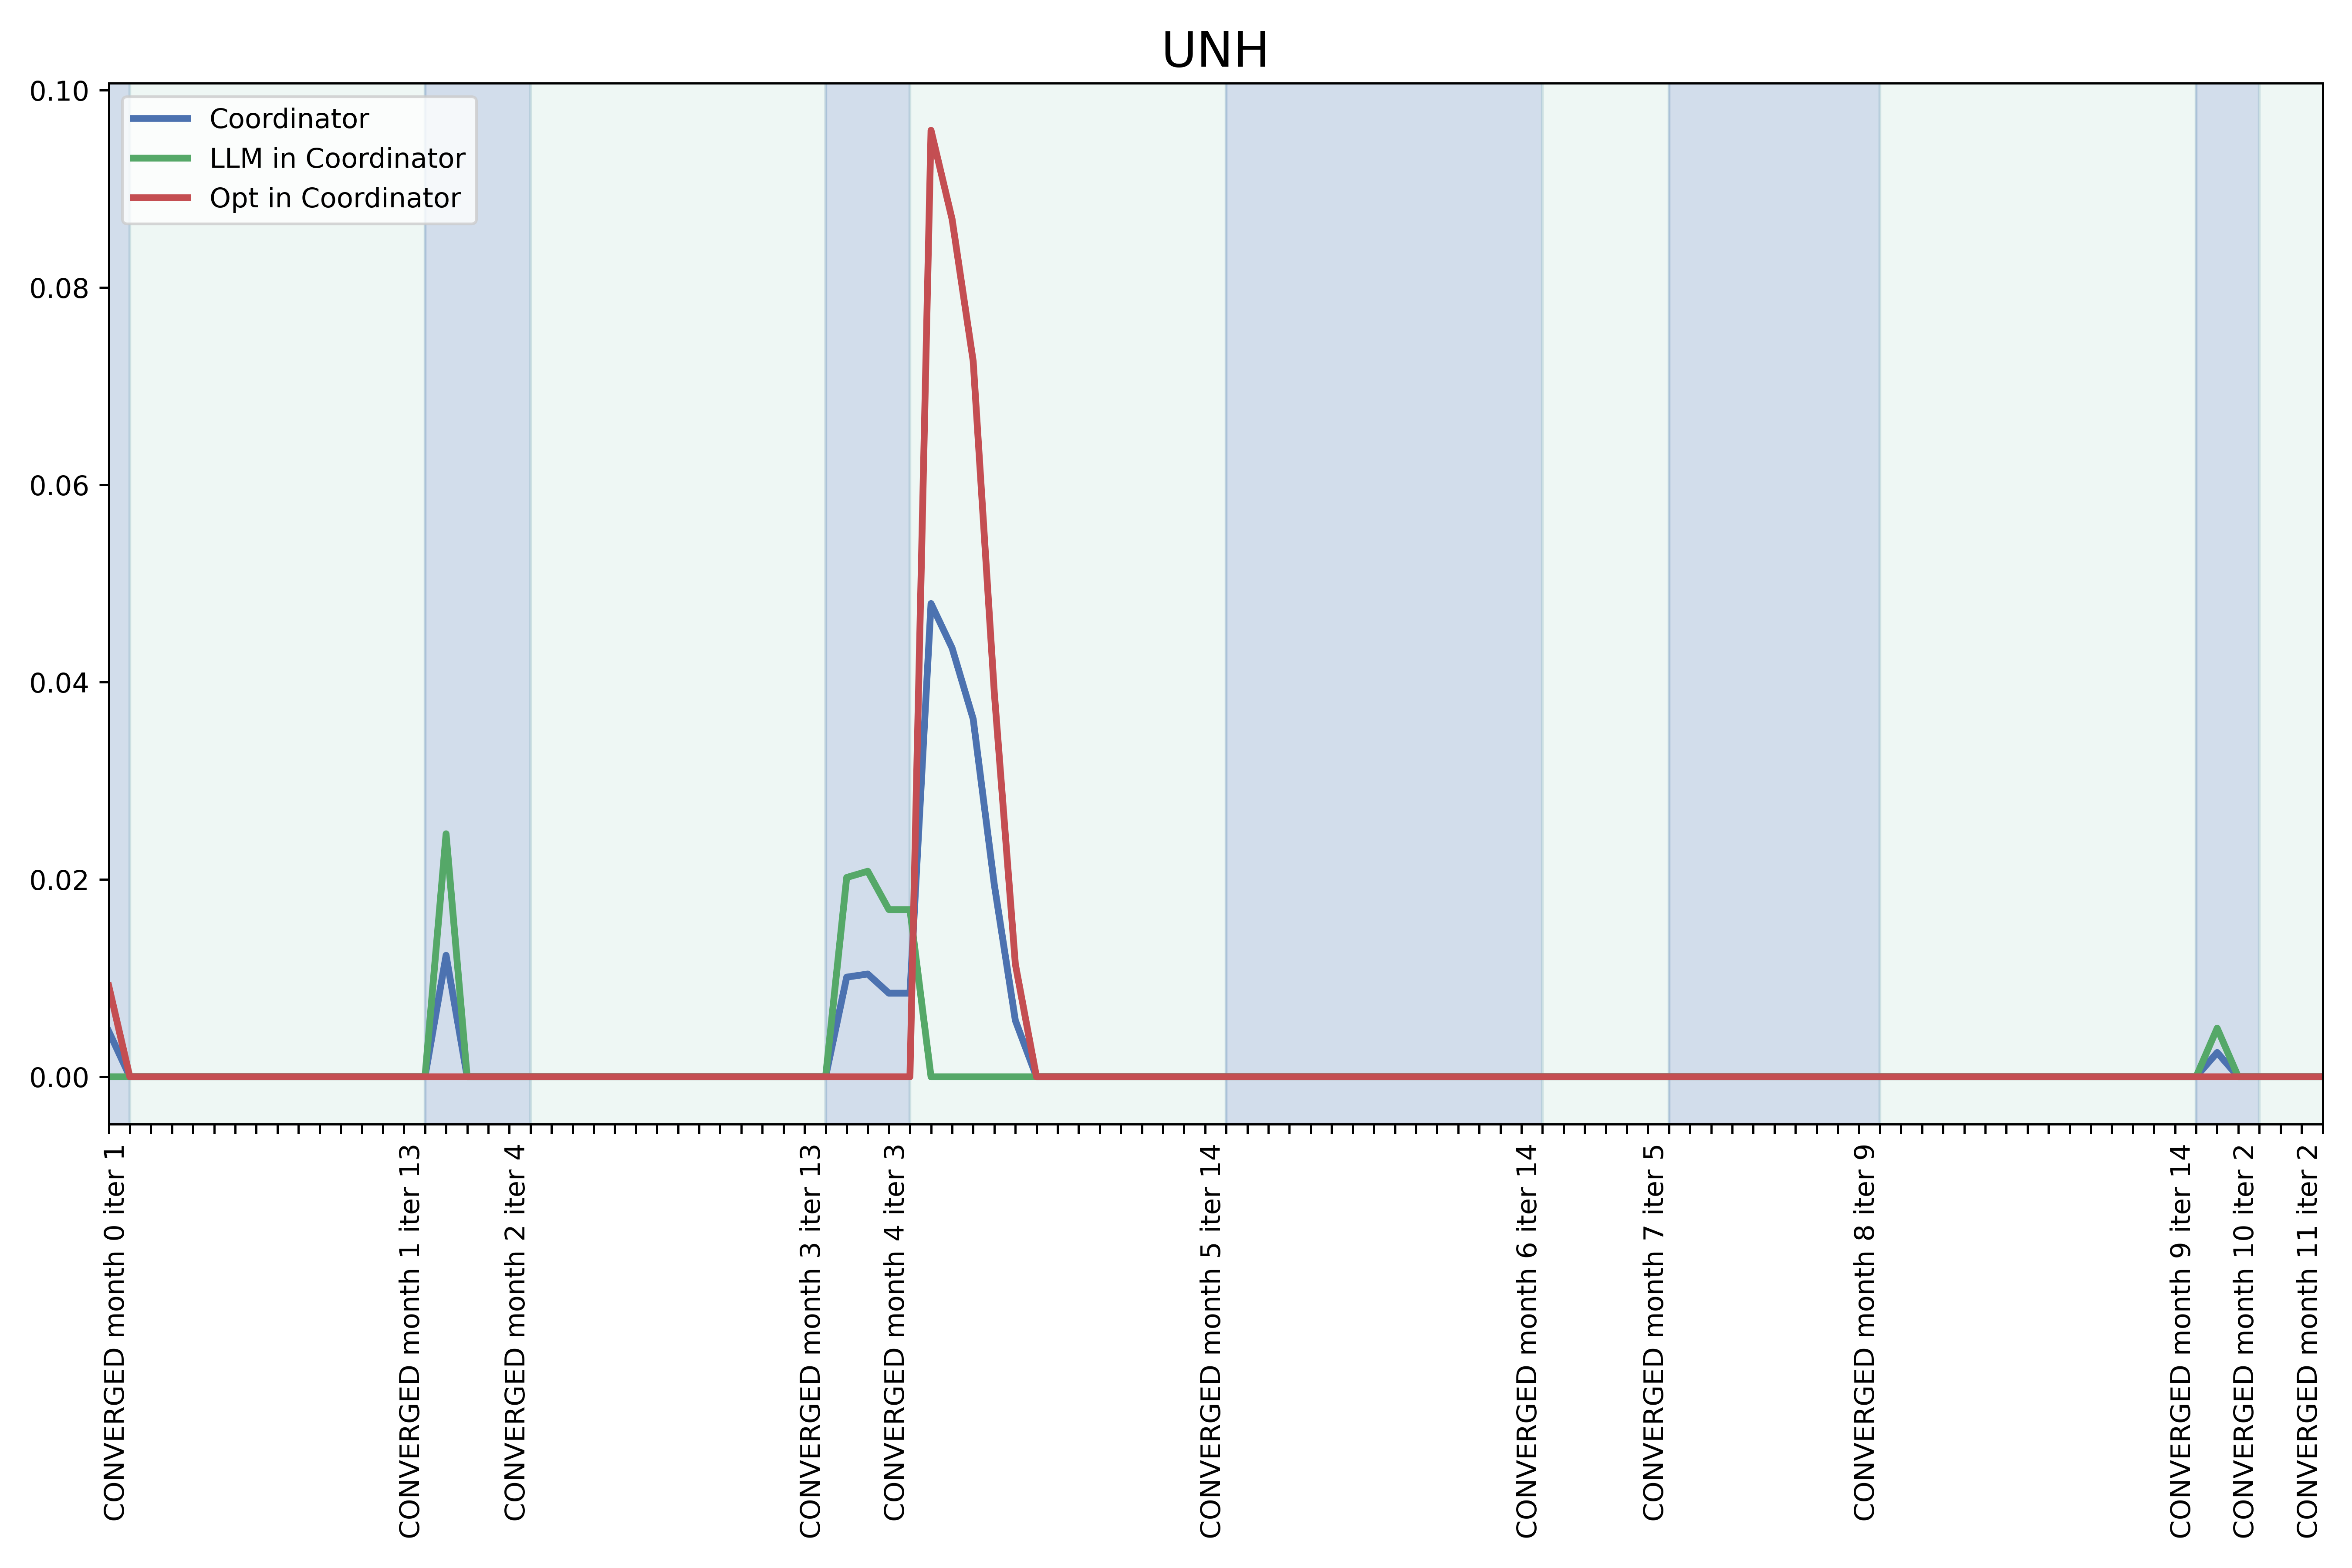 UNH
0.10
0.08
0.06
0.04
0.02
0.00
Coordinator
LLM in Coordinator
Opt in Coordinator
CONVERGED month 0 iter 1
CONVERGED month 1 iter 13
CONVERGED month 2 iter 4
CONVERGED month 3 iter 13
CONVERGED month 4 iter 3
CONVERGED month 5 iter 14
CONVERGED month 6 iter 14
CONVERGED month 7 iter 5
CONVERGED month 8 iter 9
CONVERGED month 9 iter 14
CONVERGED month 10 iter 2
CONVERGED month 11 iter 2